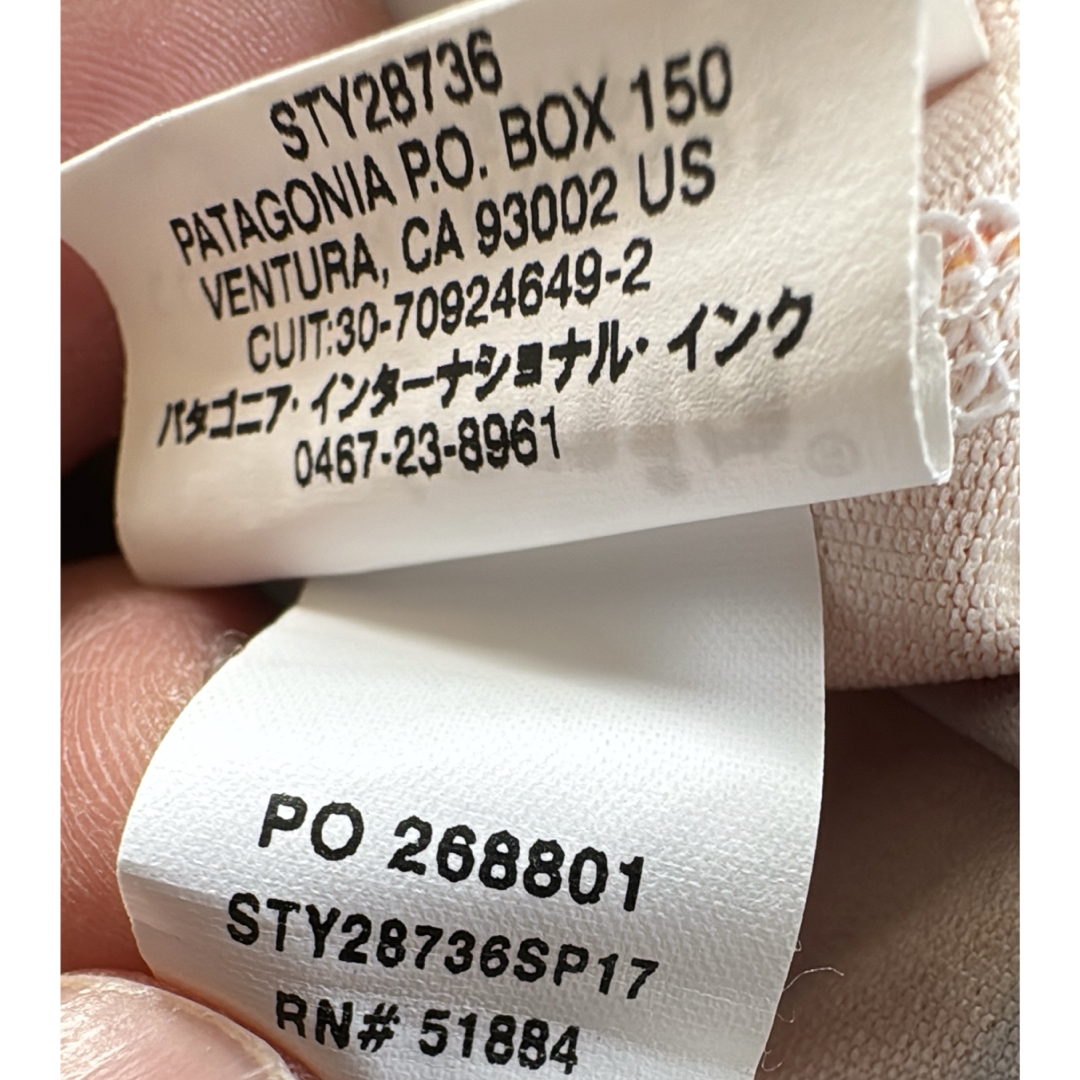 STY28736
PATAGONIA P.O. BOX 150
VENTURA, CA 93002 US
CUIT:30-70924649-2
パタゴニア・インターナショナル・インク
0467-23-8961
PO 268801
STY28736SP17
RN# 51884